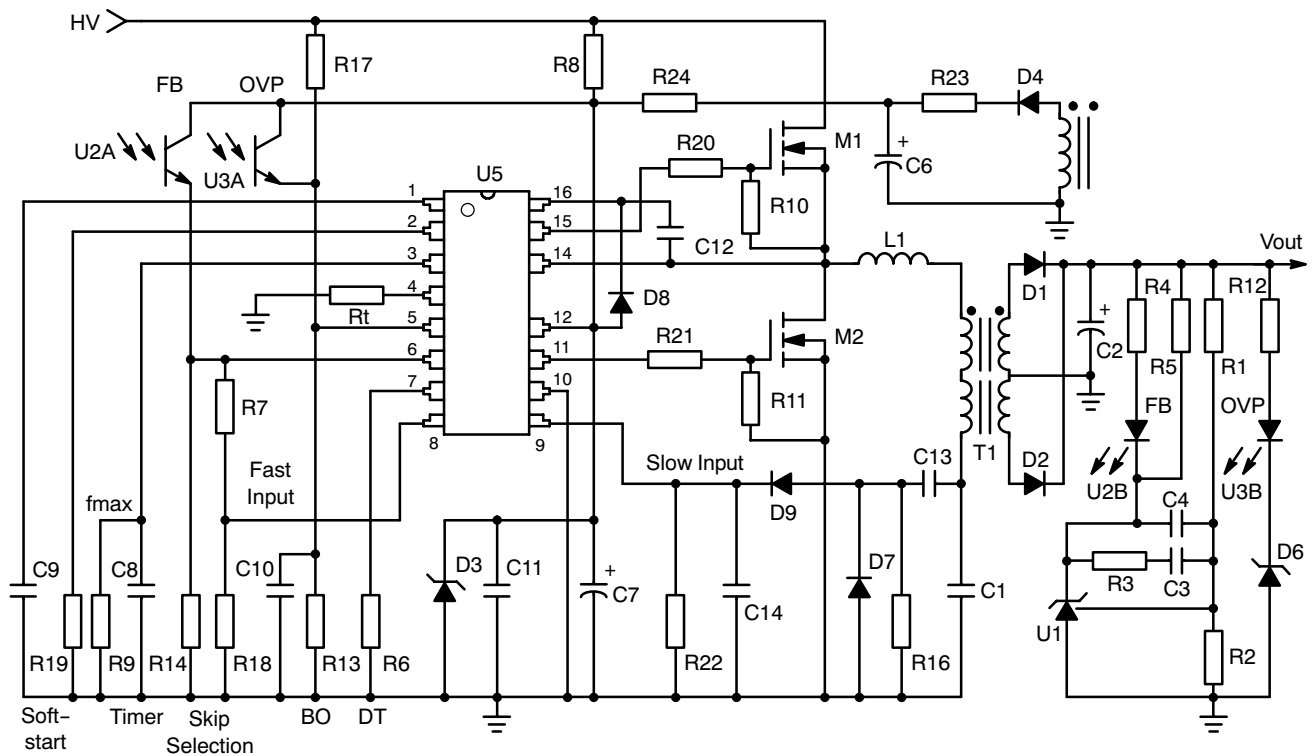 HV
R17
R8
FB
OVP
R24
R23
D4
U2A
U3A
U5
R20
M1
C6
1
16
2
15
R10
3
14
C12
L1
Vout
4
Rt
D8
D1
R4
R12
5
12
C2
6
11
R21
M2
R5
R1
7
10
R7
R11
FB
OVP
8
9
T1
Fast
Input
Slow Input
C13
D2
U2B
U3B
fmax
D9
C4
C9
C8
C10
D3
C11
+
C7
D7
C1
R3
C3
D6
C14
U1
R19
R9
R14
R18
R13
R6
R22
R16
R2
+
+
Soft–
start
Timer
Skip
Selection
BO
DT